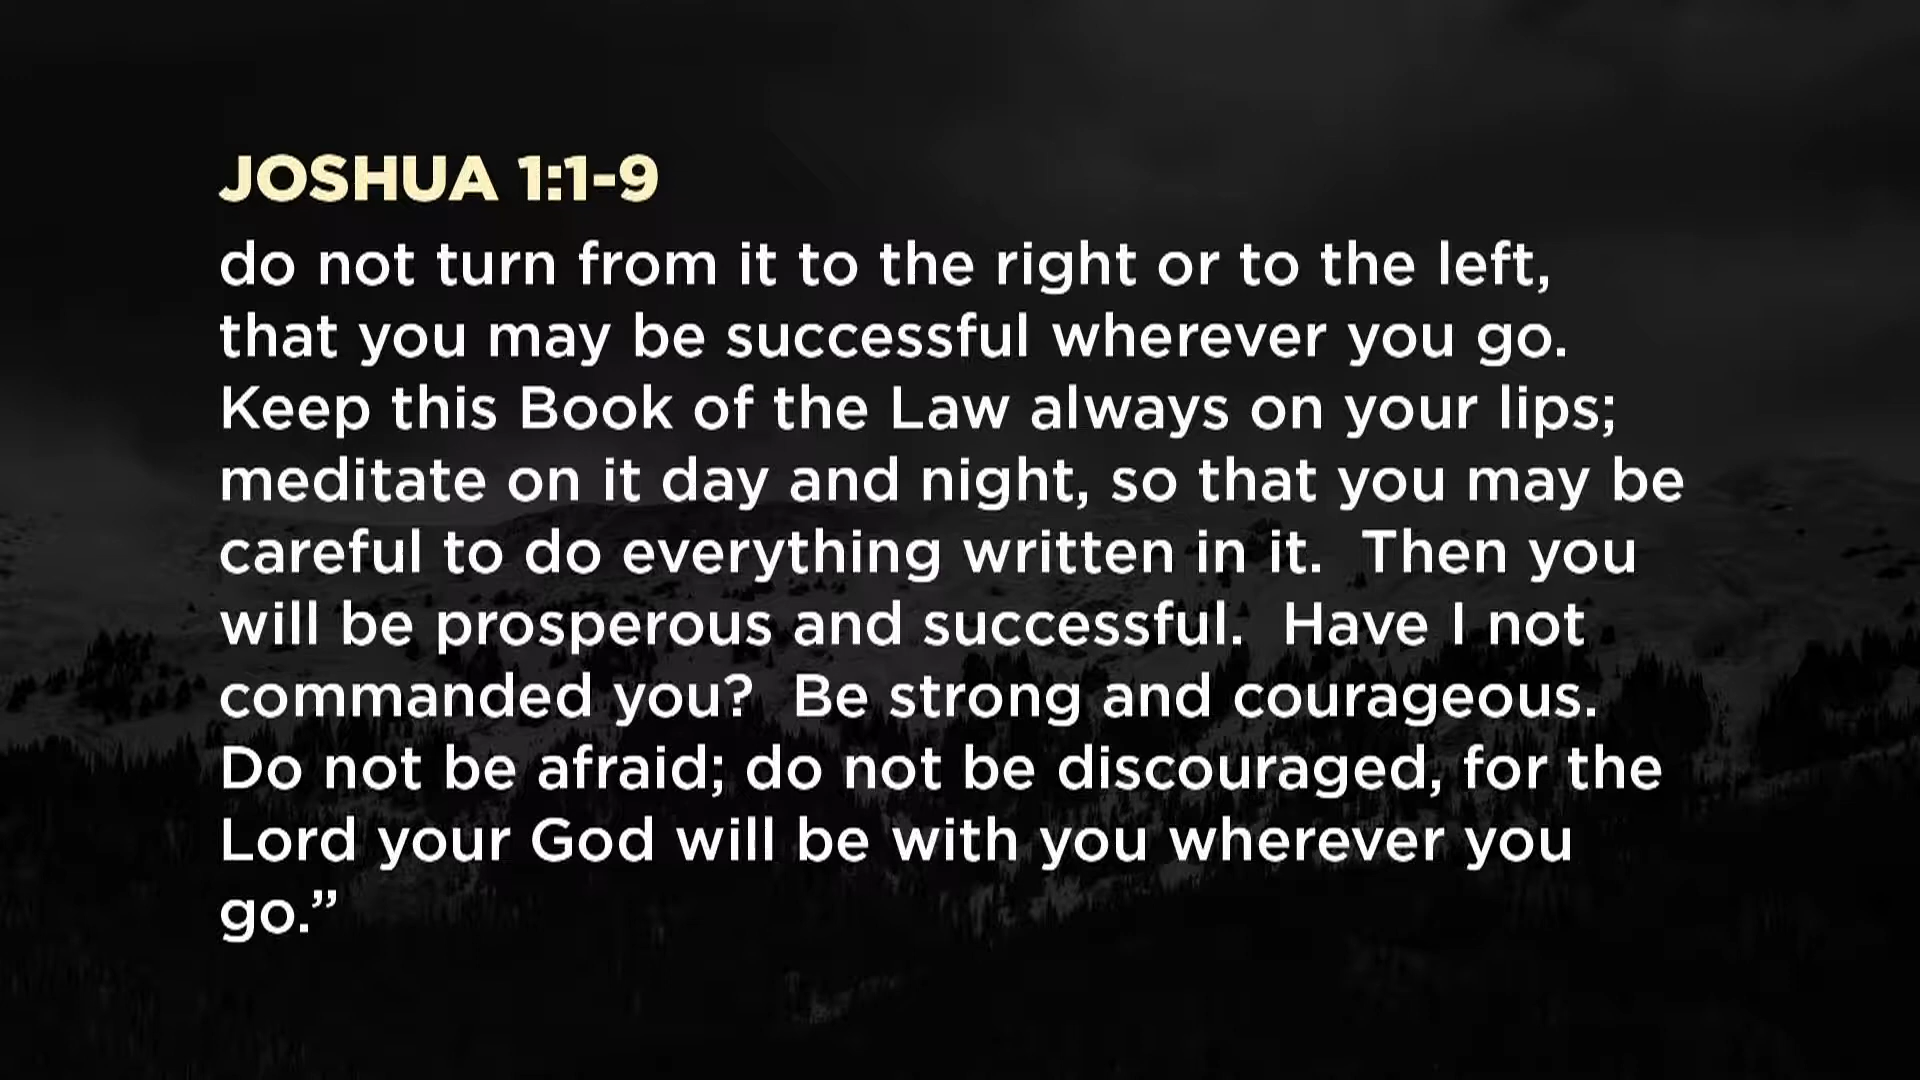 JOSHUA 1:1-9
do not turn from it to the right or to the left,
that you may be successful wherever you go.
Keep this Book of the Law always on your lips;
meditate on it day and night, so that you may be
careful to do everything written in it.  Then you
will be prosperous and successful.  Have I not
commanded you?  Be strong and courageous.
Do not be afraid; do not be discouraged, for the
Lord your God will be with you wherever you
go.”